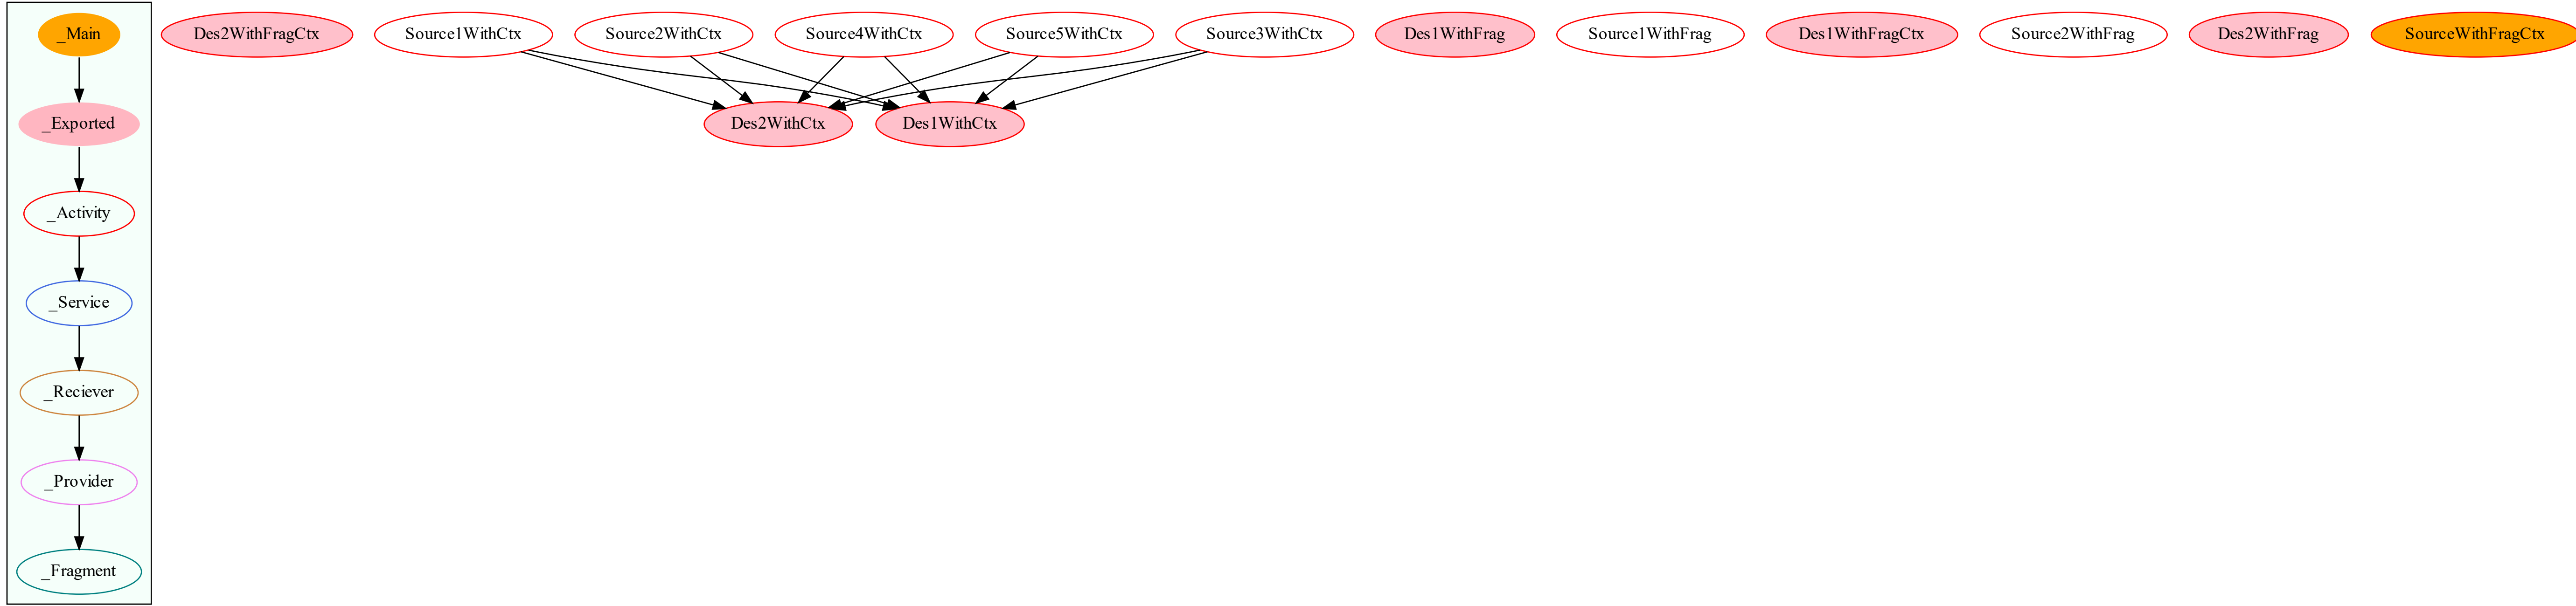 _Main
_Exported
_Activity
_Service
_Reciever
_Provider
_Fragment
Des2WithFragCtx
Source1WithCtx
Source2WithCtx
Source4WithCtx
Source5WithCtx
Source3WithCtx
Des1WithFrag
Source1WithFrag
Des1WithFragCtx
Source2WithFrag
Des2WithFrag
SourceWithFragCtx
Des2WithCtx
Des1WithCtx